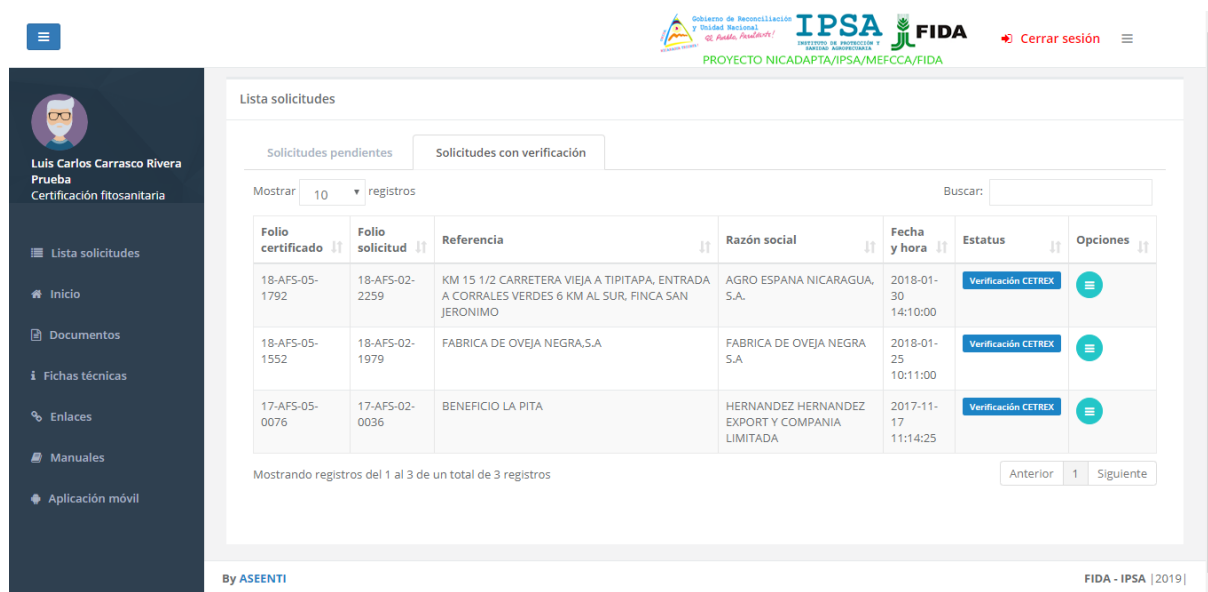 Gobierno de Reconciliación
y Unidad Nacional
El Pueblo, Presidente!
IPSA
INSTITUTO DE PROTECCIÓN Y
SANIDAD AGROPECUARIA
FIDA
PROYECTO NICADAPTA/IPSA/MEFCCA/FIDA
Cerrar sesión
Luis Carlos Carrasco Rivera
Prueba
Certificación fitosanitaria
Lista solicitudes
Inicio
Documentos
Fichas técnicas
Enlaces
Manuales
Aplicación móvil
Lista solicitudes
Solicitudes pendientes Solicitudes con verificación
Mostrar 10 registros Buscar:
Folio certificado Folio solicitud Referencia Razón social Fecha y hora Estatus Opciones
18-AFS-05- 18-AFS-02- KM 15 1/2 CARRETERA VIEJA A TIPITAPA, ENTRADA AGRO ESPANA NICARAGUA, 2018-01- Verificación CETREX
1792 2259 A CORRALES VERDES 6 KM AL SUR, FINCA SAN S.A. 30
JERONIMO 14:10:00
18-AFS-05- 18-AFS-02- FABRICA DE OVEJA NEGRA,S.A FABRICA DE OVEJA NEGRA 2018-01- Verificación CETREX
1552 1979 S.A 25
10:11:00
17-AFS-05- 17-AFS-02- BENEFICIO LA PITA HERNANDEZ HERNANDEZ 2017-11- Verificación CETREX
0076 0036 EXPORT Y COMPANIA 17
LIMITADA 11:14:25
Mostrando registros del 1 al 3 de un total de 3 registros Anterior 1 Siguiente
By ASEENTI FIDA - IPSA |2019|